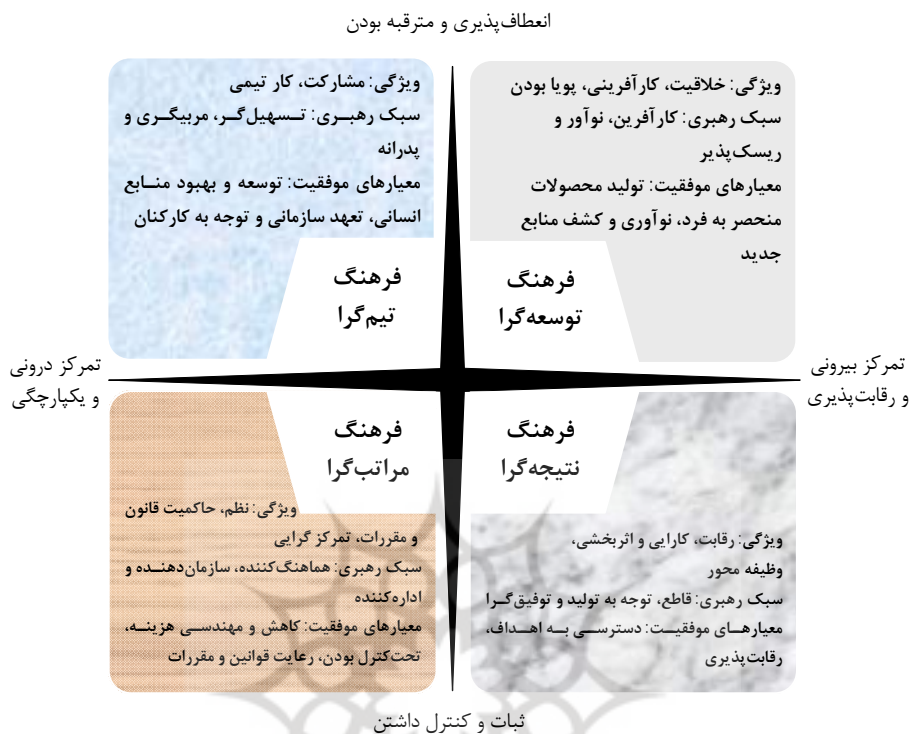 انعطاف‌پذیری و مترقبه بودن
ویژگی: خلاقیت، کارآفرینی، پویا بودن
سبک رهبری: کارآفرین، نوآور و
ریسک‌پذیر
معیارهای موفقیت: تولید محصولات
منحصر به فرد، نوآوری و کشف منابع
جدید
فرهنگ
توسعه‌گرا
ویژگی: مشارکت، کار تیمی
سبک رهبری: تسهیل‌گر، مربیگری و
پدرانه
معیارهای موفقیت: توسعه و بهبود منابع
انسانی، تعهد سازمانی و توجه به کارکنان
فرهنگ
تیم‌گرا
تمرکز بیرونی
و رقابت‌پذیری
تمرکز درونی
و یکپارچگی
فرهنگ
نتیجه‌گرا
ویژگی: رقابت، کارایی و اثربخشی،
وظیفه محور
سبک رهبری: قاطع، توجه به تولید و توفیق‌گرا
معیارهای موفقیت: دسترسی به اهداف،
رقابت‌پذیری
فرهنگ
مراتب‌گرا
ویژگی: نظم، حاکمیت قانون
و مقررات، تمرکز گرایی
سبک رهبری: هماهنگ‌کننده، سازمان‌دهنده و
اداره‌کننده
معیارهای موفقیت: کاهش و مهندسی هزینه،
تحت‌کترل بودن، رعایت قوانین و مقررات
ثبات و کنترل داشتن